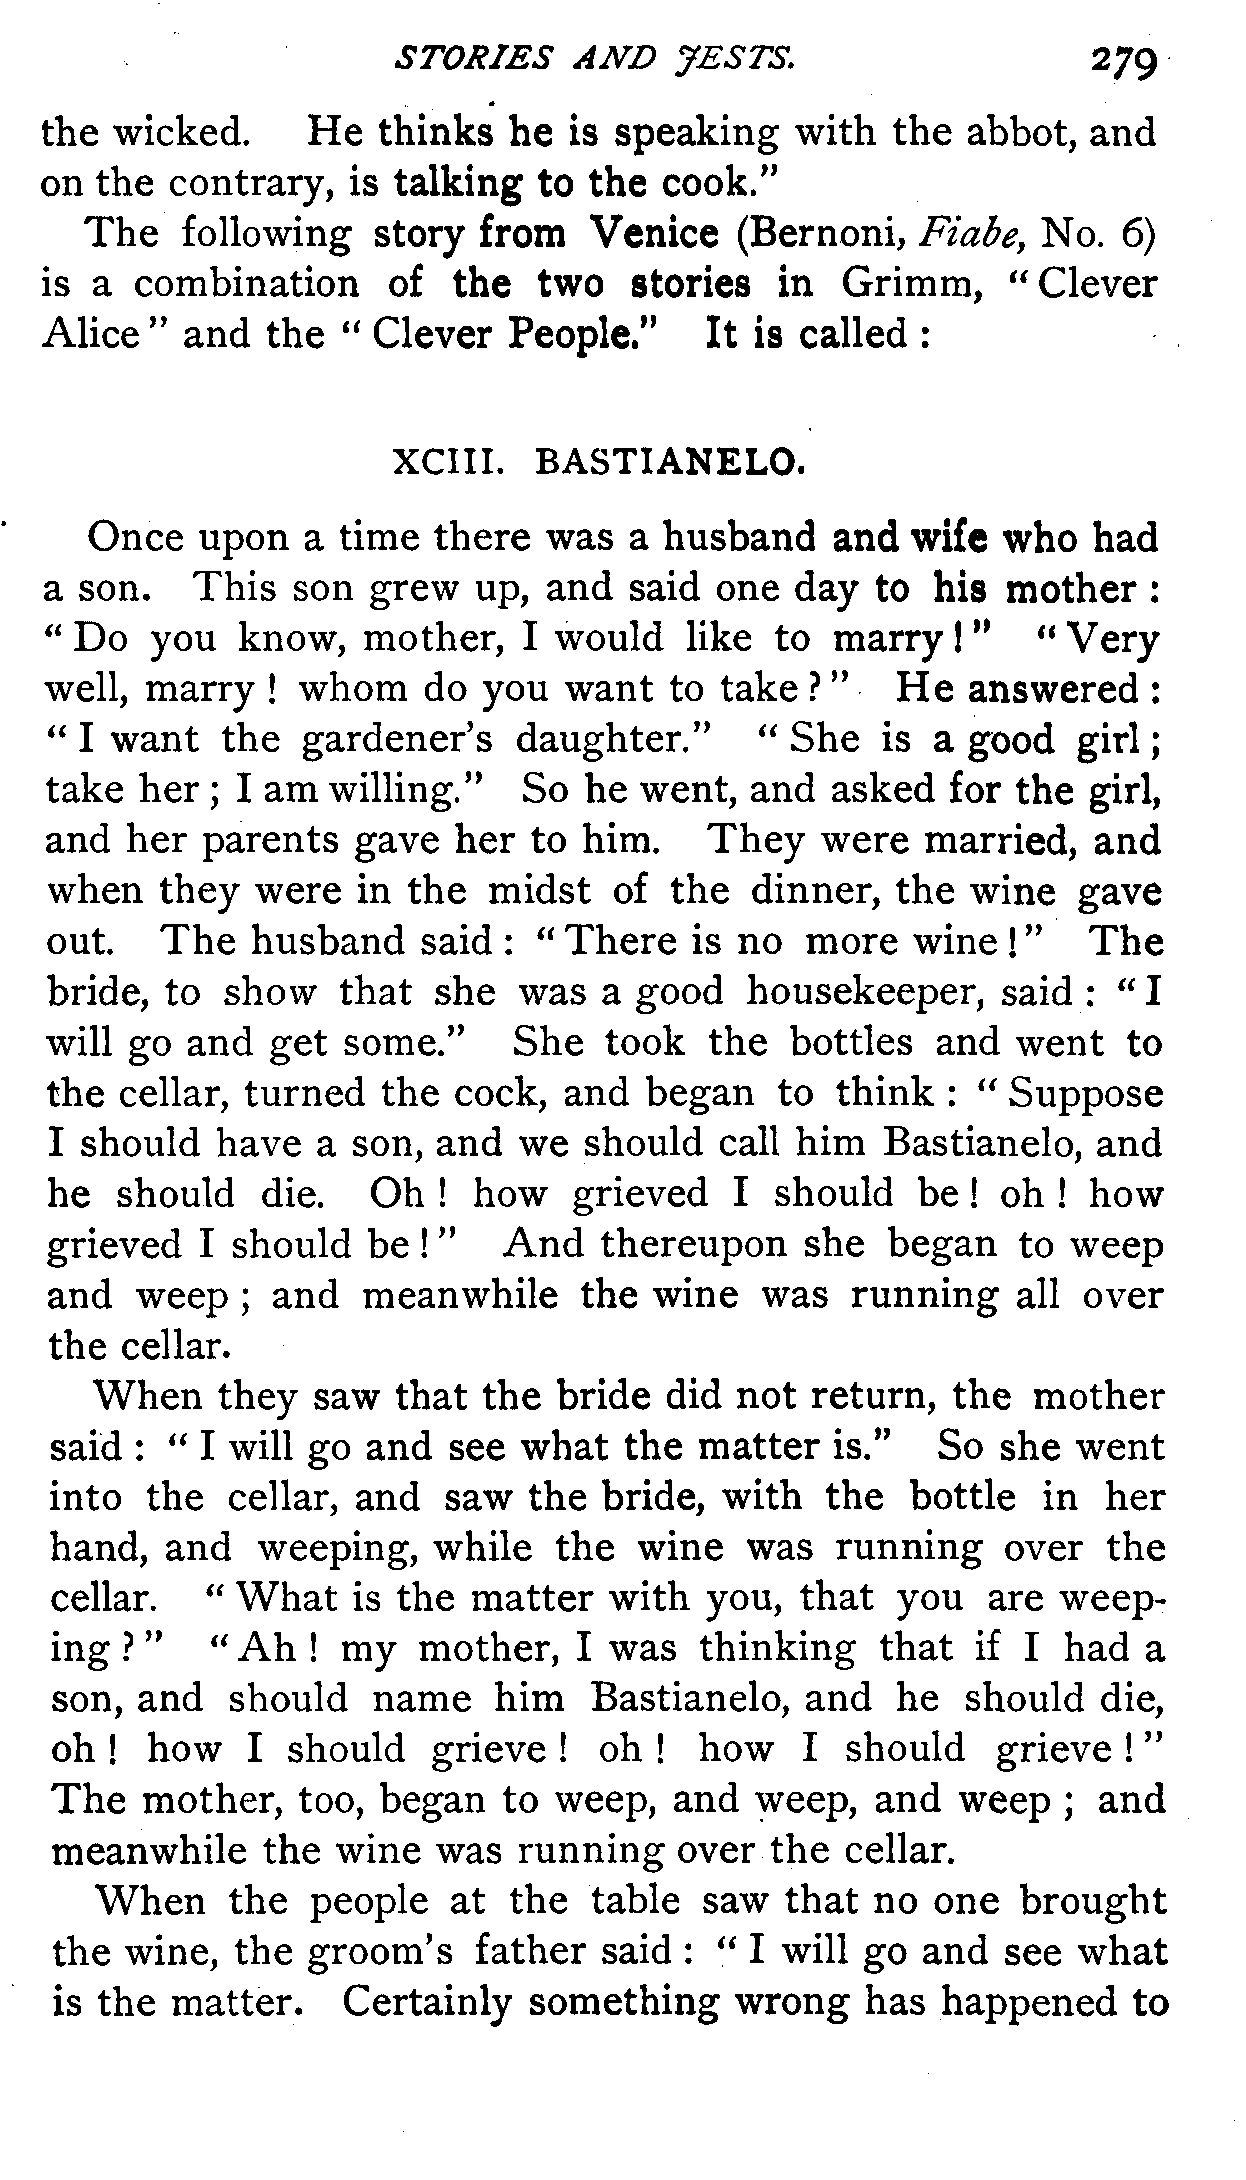 STORIES AND JESTS. 279
the wicked. He thinks he is speaking with the abbot, and
on the contrary, is talking to the cook."
The following story from Venice (Bernoni, Fiabe, No. 6)
is a combination of the two stories in Grimm, "Clever
Alice" and the "Clever People." It is called:
XCIII. BASTIANELO.
Once upon a time there was a husband and wife who had
a son. This son grew up, and said one day to his mother:
"Do you know, mother, I would like to marry!" "Very
well, marry! whom do you want to take?" He answered:
"I want the gardener's daughter." "She is a good girl;
take her; I am willing." So he went, and asked for the girl,
and her parents gave her to him. They were married, and
when they were in the midst of the dinner, the wine gave
out. The husband said: "There is no more wine!" The
bride, to show that she was a good housekeeper, said: "I
will go and get some." She took the bottles and went to
the cellar, turned the cock, and began to think: "Suppose
I should have a son, and we should call him Bastianelo, and
he should die. Oh! how grieved I should be! oh! how
grieved I should be!" And thereupon she began to weep
and weep; and meanwhile the wine was running all over
the cellar.
When they saw that the bride did not return, the mother
said: "I will go and see what the matter is." So she went
into the cellar, and saw the bride, with the bottle in her
hand, and weeping, while the wine was running over the
cellar. "What is the matter with you, that you are weep-
ing?" "Ah! my mother, I was thinking that if I had a
son, and should name him Bastianelo, and he should die,
oh! how I should grieve! oh! how I should grieve!"
The mother, too, began to weep, and weep, and weep; and
meanwhile the wine was running over the cellar.
When the people at the table saw that no one brought
the wine, the groom's father said: "I will go and see what
is the matter. Certainly something wrong has happened to